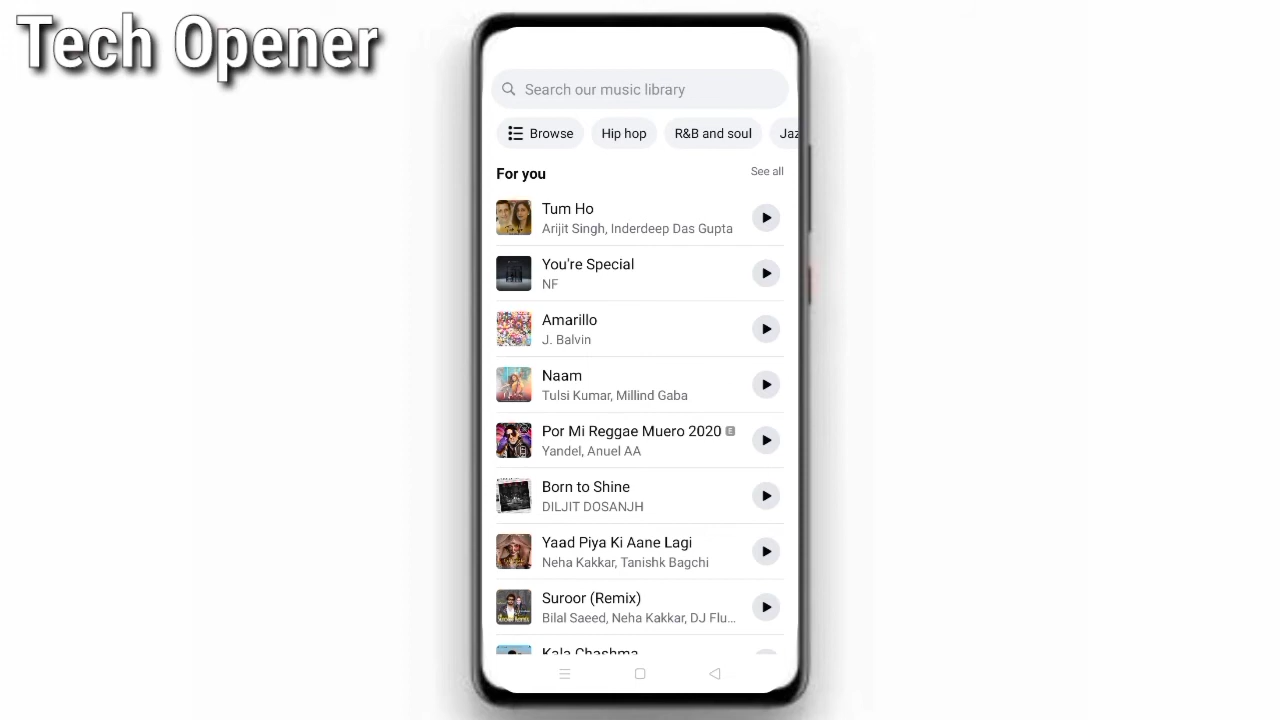 Tech Opener
Search our music library
Browse
Hip hop
R&B and soul
Jaz
For you
See all
Tum Ho
Arijit Singh, Inderdeep Das Gupta
You're Special
NF
Amarillo
J. Balvin
Naam
Tulsi Kumar, Millind Gaba
Por Mi Reggae Muero 2020 E
Yandel, Anuel AA
Born to Shine
DILJIT DOSANJH
Yaad Piya Ki Aane Lagi
Neha Kakkar, Tanishk Bagchi
Suroor (Remix)
Bilal Saeed, Neha Kakkar, DJ Flu...
Kala Chashma